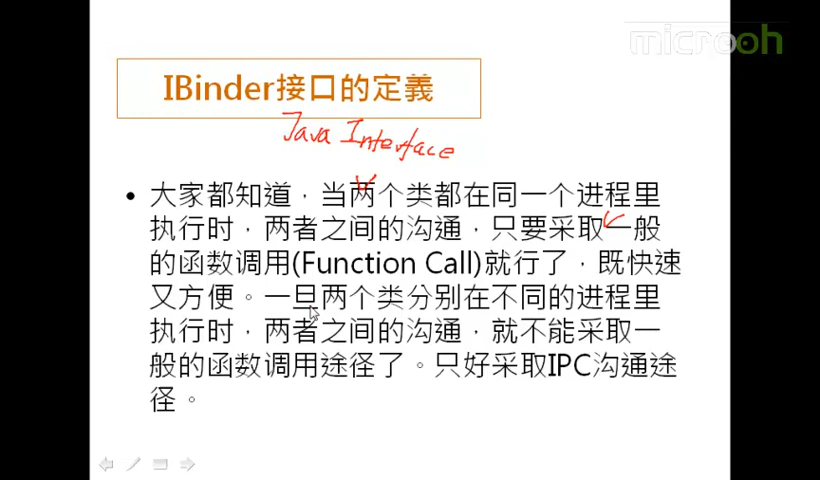 microoh
IBinder接口的定義
Java Interface
• 大家都知道，当两个类都在同一个进程里
执行时，两者之间的沟通，只要采取一般
的函数调用(Function Call)就行了，既快速
又方便。一旦两个类分别在不同的进程里
执行时，两者之间的沟通，就不能采取一
般的函数调用途径了。只好采取IPC沟通途
径。